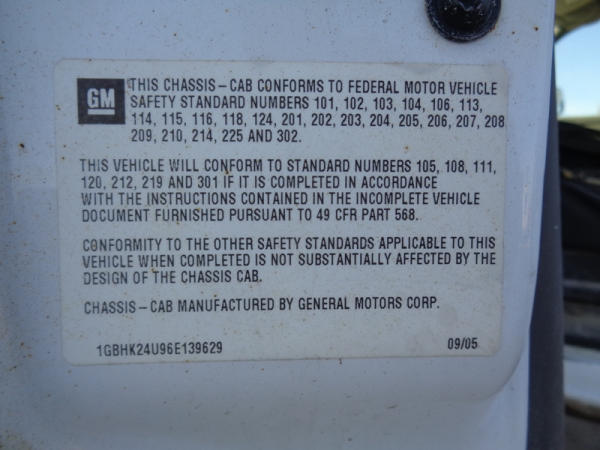 GM THIS CHASSIS-CAB CONFORMS TO FEDERAL MOTOR VEHICLE
SAFETY STANDARD NUMBERS 101, 102, 103, 104, 106, 113,
114, 115, 116, 118, 124, 201, 202, 203, 204, 205, 206, 207, 208
209, 210, 214, 225 AND 302.
THIS VEHICLE WILL CONFORM TO STANDARD NUMBERS 105, 108, 111,
120, 212, 219 AND 301 IF IT IS COMPLETED IN ACCORDANCE
WITH THE INSTRUCTIONS CONTAINED IN THE INCOMPLETE VEHICLE
DOCUMENT FURNISHED PURSUANT TO 49 CFR PART 568.
CONFORMITY TO THE OTHER SAFETY STANDARDS APPLICABLE TO THIS
VEHICLE WHEN COMPLETED IS NOT SUBSTANTIALLY AFFECTED BY THE
DESIGN OF THE CHASSIS CAB.
CHASSIS-CAB MANUFACTURED BY GENERAL MOTORS CORP.
1GBHK24U96E139629 09/05